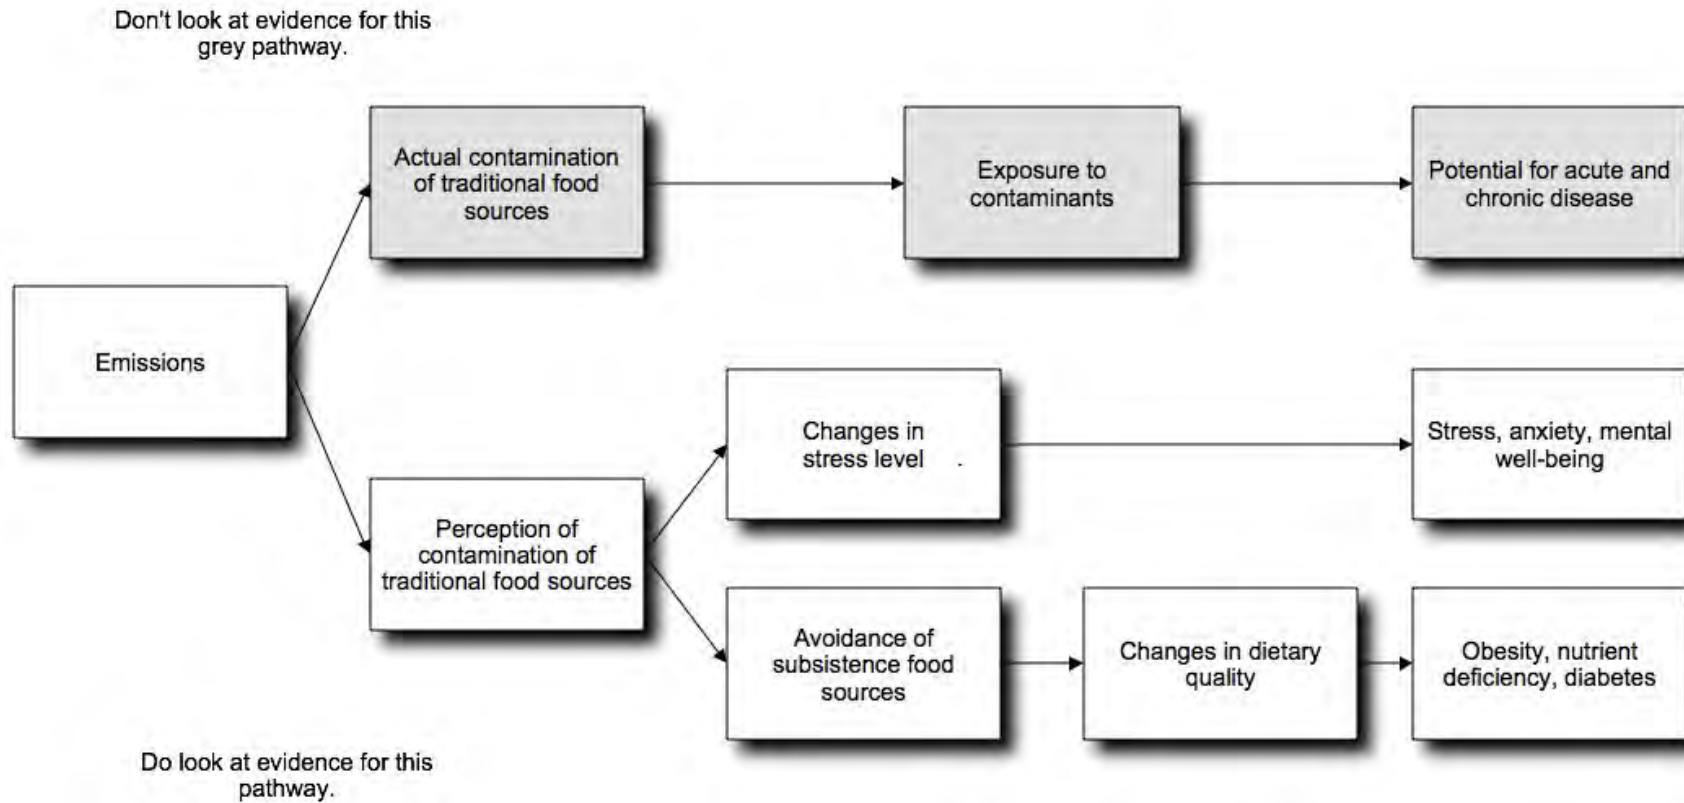 Don't look at evidence for this
grey pathway.
Actual contamination
of traditional food
sources
Exposure to
contaminants
Potential for acute and
chronic disease
Emissions
Changes in
stress level
Stress, anxiety, mental
well-being
Perception of
contamination of
traditional food sources
Avoidance of
subsistence food
sources
Changes in dietary
quality
Obesity, nutrient
deficiency, diabetes
Do look at evidence for this
pathway.